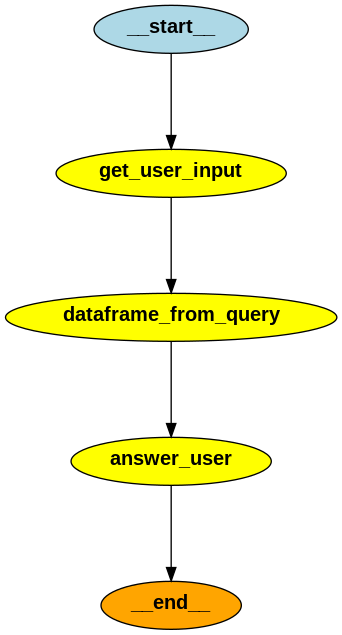 __start__
get_user_input
dataframe_from_query
answer_user
__end__